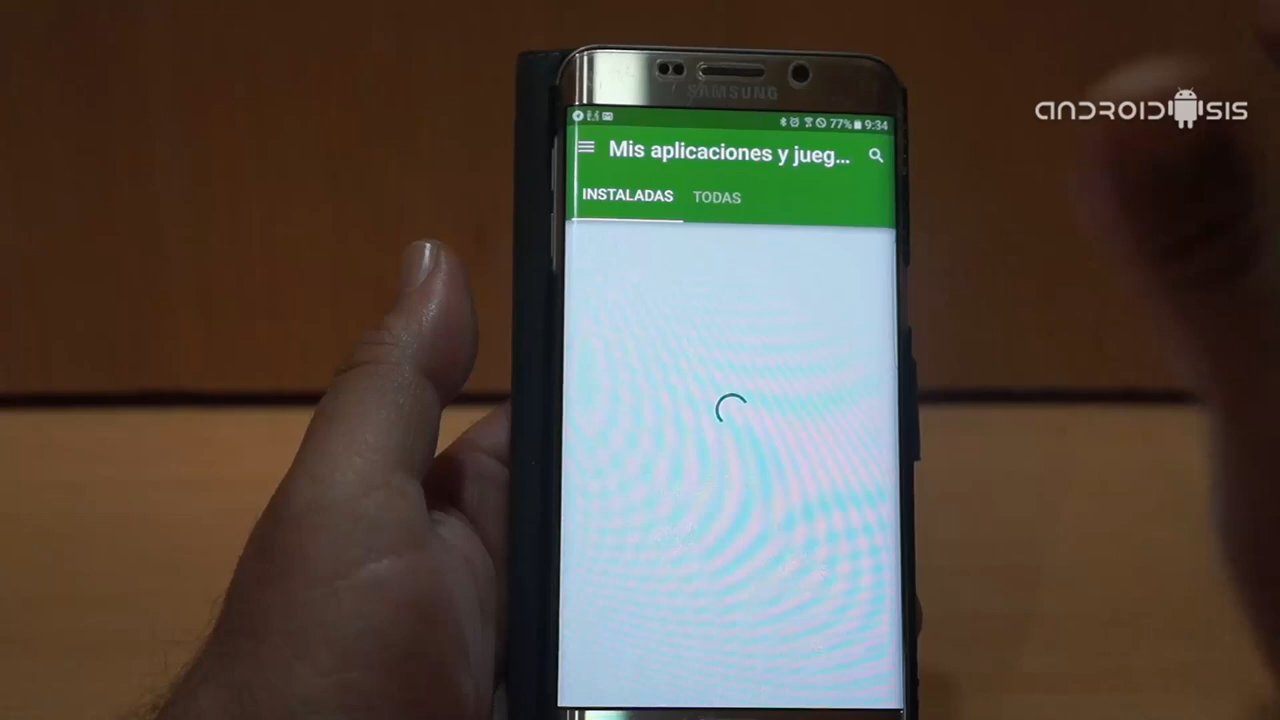 ANDROIDSIS
SAMSUNG
77% 9:34
Mis aplicaciones y jueg...
INSTALADAS TODAS